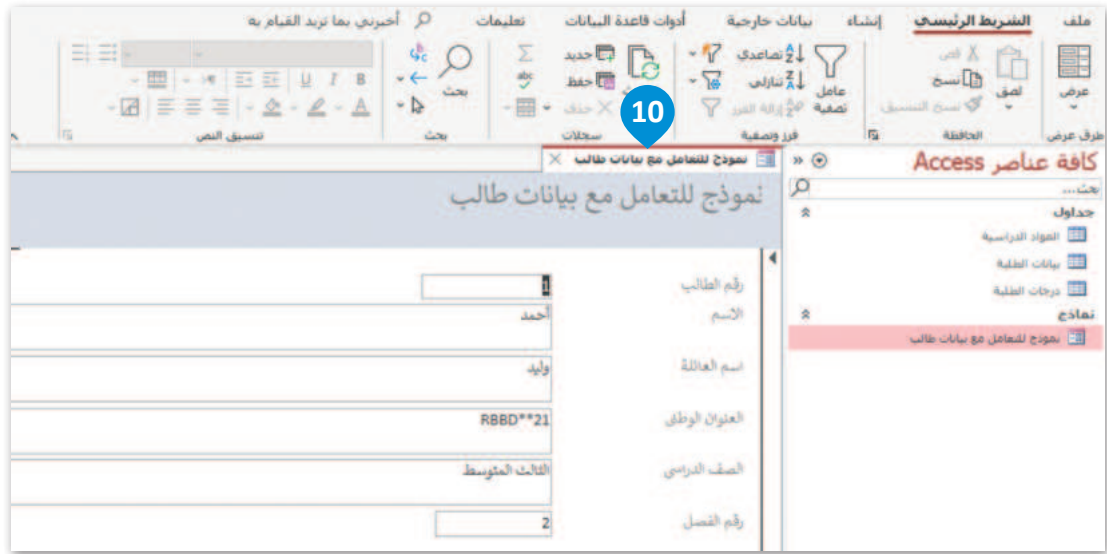 ملف الشريط الرئيسي إنشاء بيانات خارجية أدوات قاعدة البيانات تعليمات أخبرني بما تريد القيام به
عرض
لصق
قص
نسخ
نسخ التنسيق
عامل تصفية
تصاعدي
تنازلي
إزالة الفرز
جديد
حفظ
حذف
بحث
طرق عرض الحافظة فرز وتصفية سجلات بحث تنسيق النص
10
كافة عناصر Access
بحث...
جداول
المواد الدراسية
بيانات الطلبة
درجات الطلبة
نماذج
نموذج للتعامل مع بيانات طالب
نموذج للتعامل مع بيانات طالب
نموذج للتعامل مع بيانات طالب
رقم الطالب 1
الاسم أحمد
اسم العائلة وليد
العنوان الوطني RBBD**21
الصف الدراسي الثالث المتوسط
رقم الفصل 2